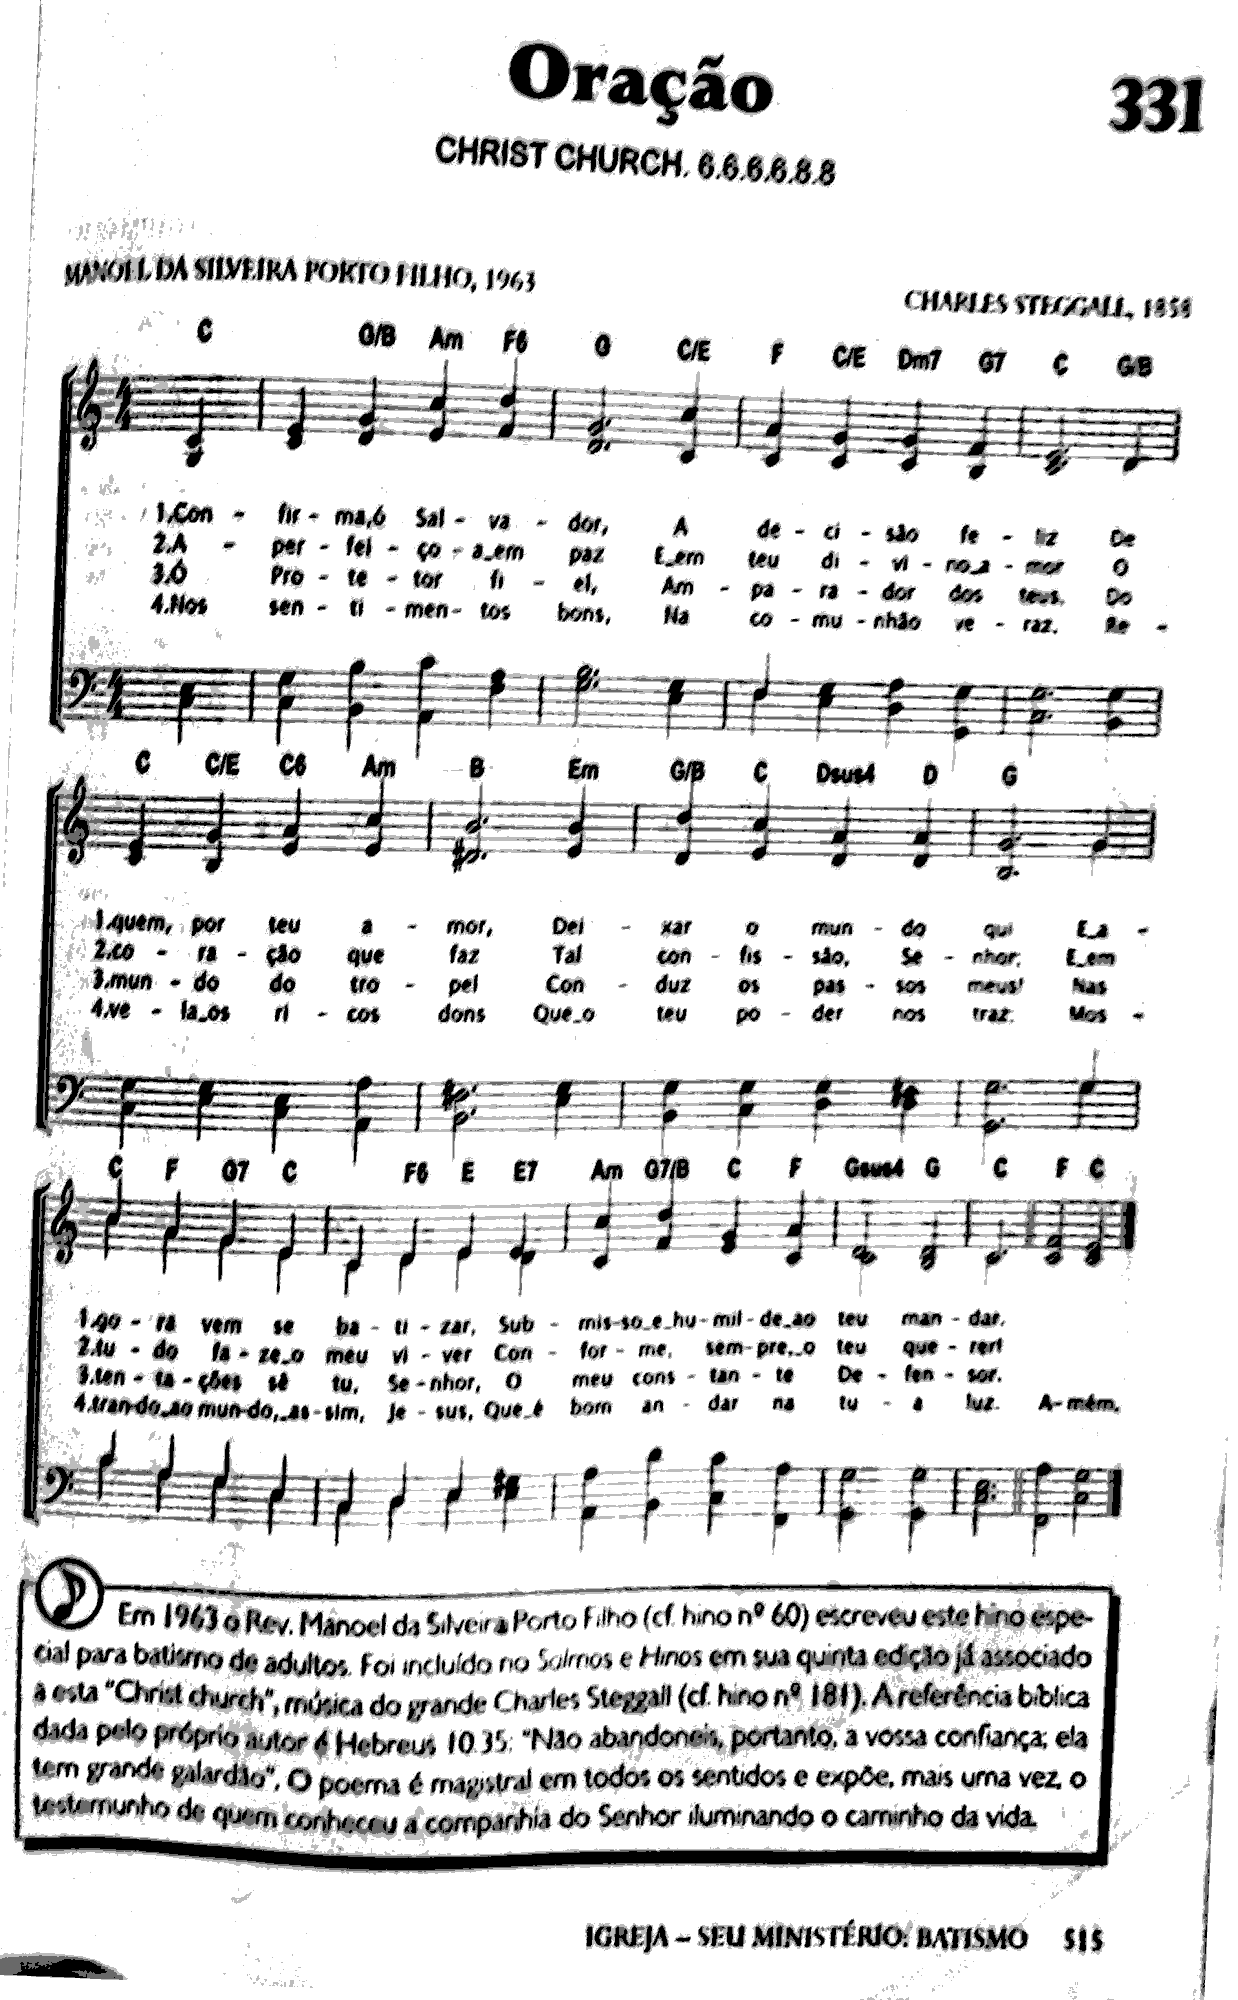 Oração
331
CHRIST CHURCH. 6.6.6.6.8.8
MANOEL DA SILVEIRA PORTO FILHO, 1963
CHARLES STEGGALL, 1858
C G/B Am F6 G C/E F C/E Dm7 G7 C G/B
1.Con - fir - ma,ó Sal - va - dor, A de - ci - são fe - liz De
2.A - per - fei - ço - a_em paz E_em teu di - vi - no_a - mor O
3.Ó Pro - te - tor fi - el, Am - pa - ra - dor dos teus. Do
4.Nos sen - ti - men - tos bons, Na co - mu - nhão ve - raz. Re -
C C/E C6 Am B Em G/B C Dsus4 D G
1.quem, por teu a - mor, Dei - xar o mun - do qui E_a -
2.co - ra - ção que faz Tal con - fis - são, Se - nhor; E_em
3.mun - do do tro - pel Con - duz os pas - sos meus! Nas
4.ve - la_os ri - cos dons Que_o teu po - der nos traz; Mos -
C F G7 C F6 E E7 Am G7/B C F Gsus4 G C F C
1.go - ra vem se ba - ti - zar, Sub - mis-so_e_hu-mil-de_ao teu man - dar.
2.tu - do fa - ze_o meu vi - ver Con - for - me, sem-pre,_o teu que - rer!
3.ten - ta - ções sê tu, Se - nhor, O meu cons - tan - te De - fen - sor.
4.tran-do_ao mun-do,_as-sim, Je - sus, Que_é bom an - dar na tu - a luz. A-mém.
Em 1963 o Rev. Manoel da Silveira Porto Filho (cf. hino nº 60) escreveu este hino espe-
cial para batismo de adultos. Foi incluído no Salmos e Hinos em sua quinta edição já associado
a esta "Christ church", música do grande Charles Steggall (cf. hino nº 181). A referência bíblica
dada pelo próprio autor é Hebreus 10.35: "Não abandoneis, portanto, a vossa confiança; ela
tem grande galardão". O poema é magistral em todos os sentidos e expõe, mais uma vez, o
testemunho de quem conheceu a companhia do Senhor iluminando o caminho da vida.
IGREJA – SEU MINISTÉRIO: BATISMO 515